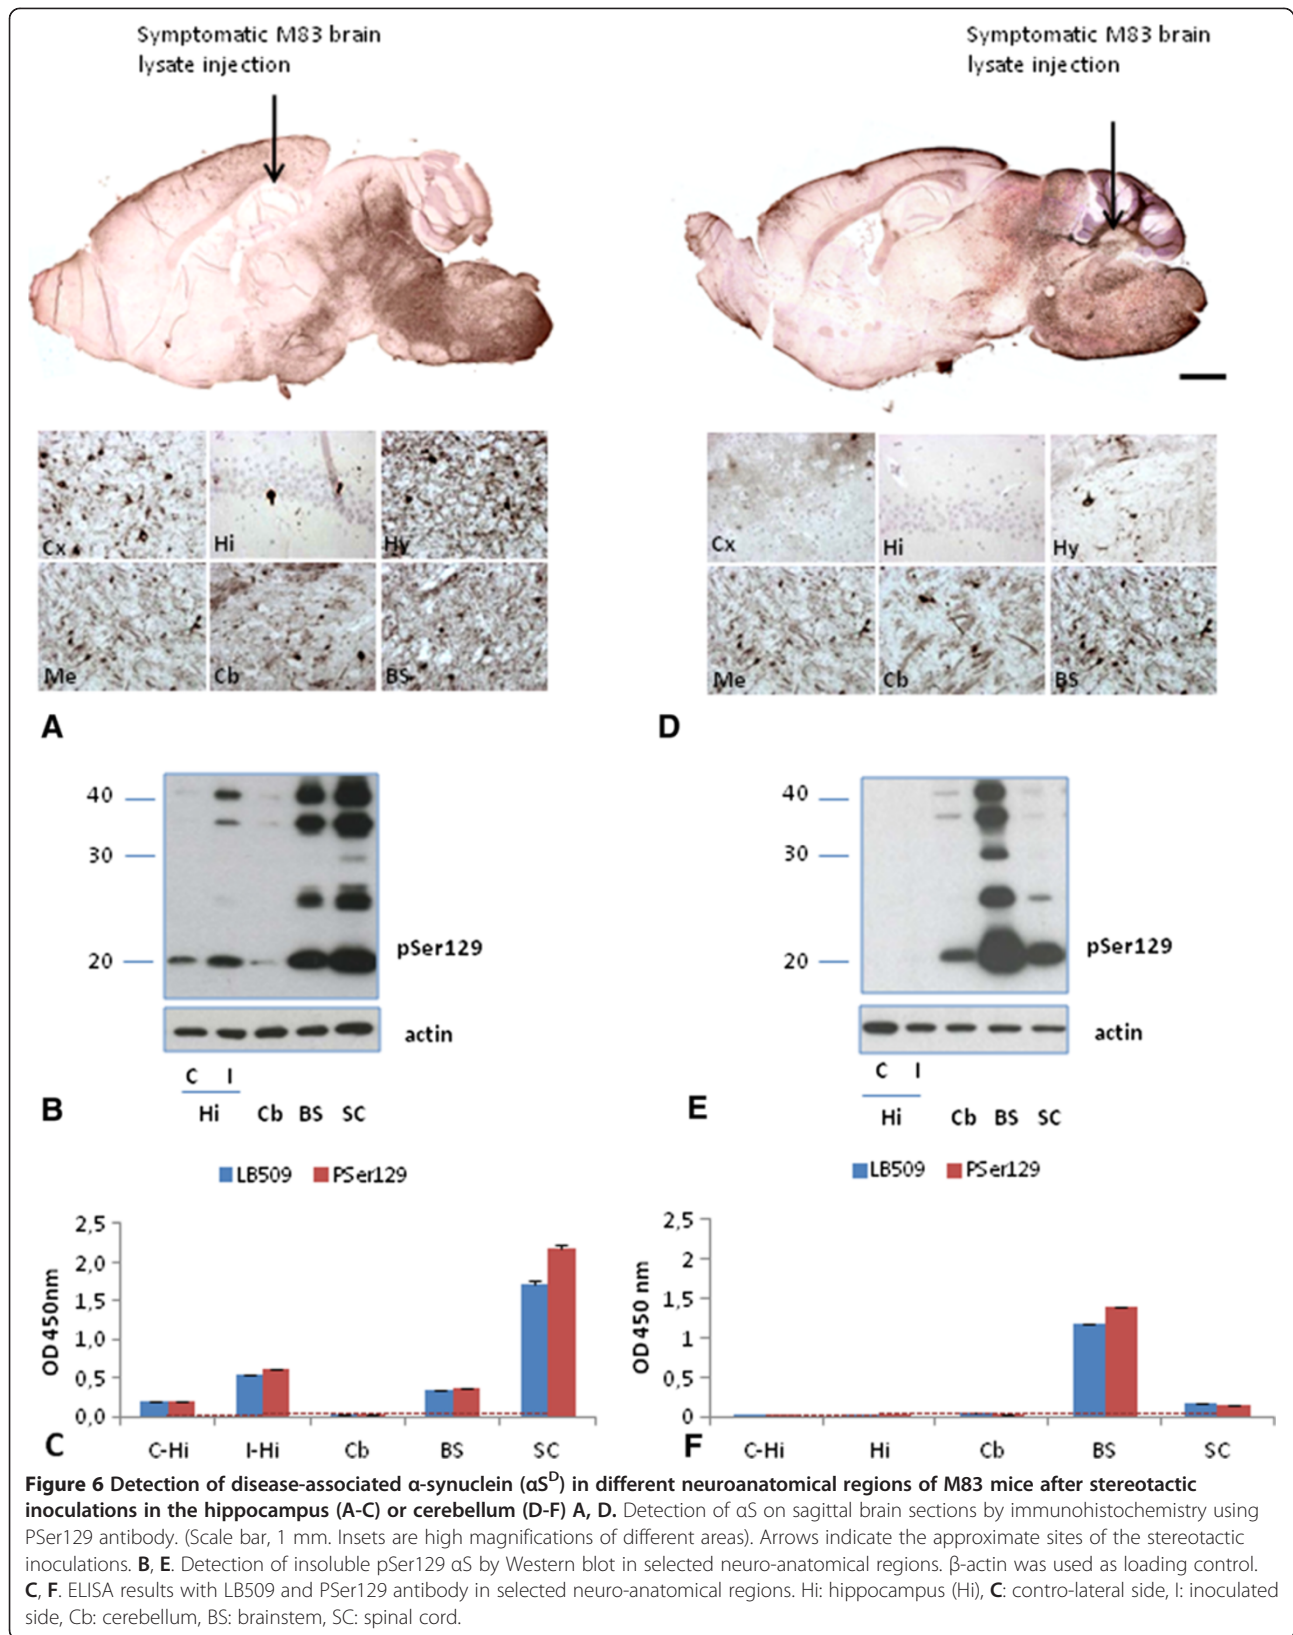 Symptomatic M83 brain
lysate injection
Symptomatic M83 brain
lysate injection
Cx Hi Hy
Me Cb BS
Cx Hi Hy
Me Cb BS
A
D
40
30
20
pSer129
actin
C I
Hi Cb BS SC
B
40
30
20
pSer129
actin
C I
Hi Cb BS SC
E
LB509 PSer129
2,5
2,0
1,5
1,0
0,5
0,0
OD450nm
C-Hi I-Hi Cb BS SC
C
LB509 PSer129
2,5
2
1,5
1
0,5
0
OD450 nm
C-Hi Hi Cb BS SC
F
Figure 6 Detection of disease-associated α-synuclein (αS^D) in different neuroanatomical regions of M83 mice after stereotactic
inoculations in the hippocampus (A-C) or cerebellum (D-F) A, D. Detection of αS on sagittal brain sections by immunohistochemistry using
PSer129 antibody. (Scale bar, 1 mm. Insets are high magnifications of different areas). Arrows indicate the approximate sites of the stereotactic
inoculations. B, E. Detection of insoluble pSer129 αS by Western blot in selected neuro-anatomical regions. β-actin was used as loading control.
C, F. ELISA results with LB509 and PSer129 antibody in selected neuro-anatomical regions. Hi: hippocampus (Hi), C: contro-lateral side, I: inoculated
side, Cb: cerebellum, BS: brainstem, SC: spinal cord.